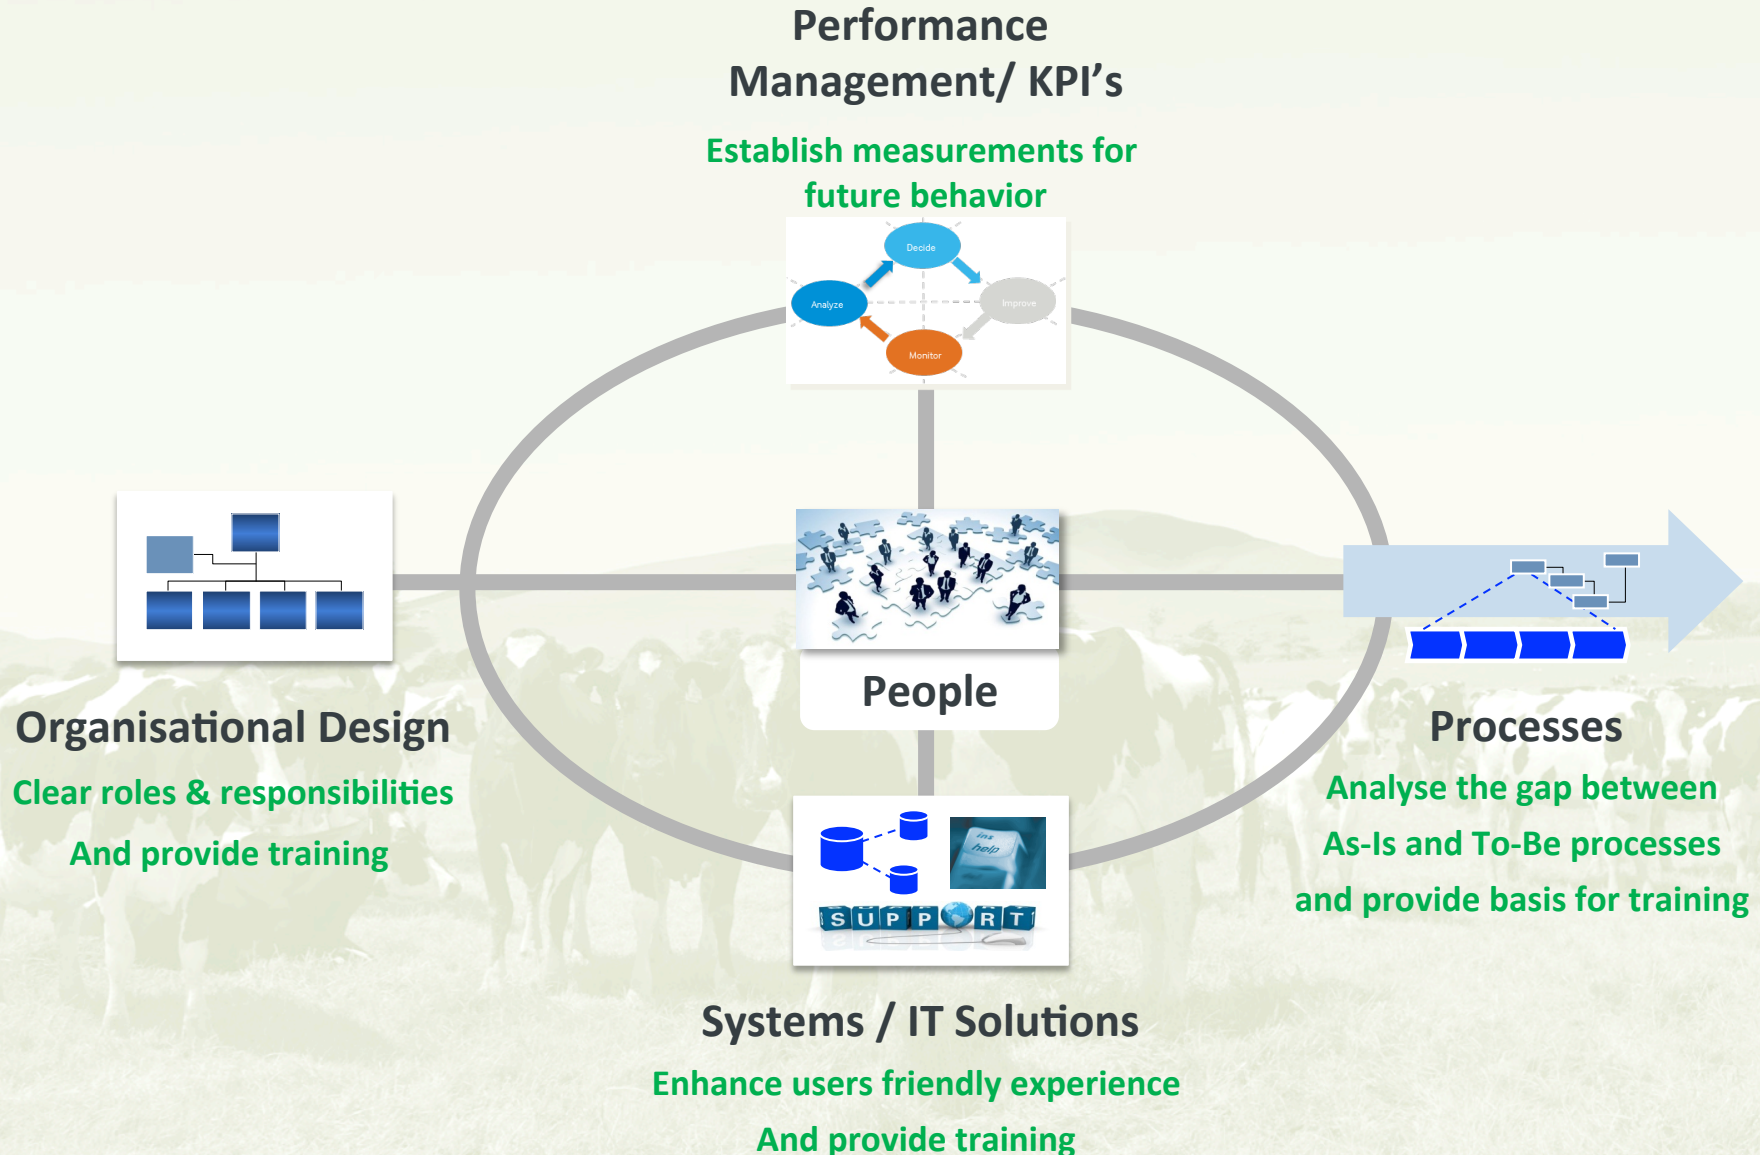 Performance
Management/ KPI's
Establish measurements for
future behavior
Decide
Analyze
Improve
Monitor
People
Organisational Design
Clear roles & responsibilities
And provide training
Processes
Analyse the gap between
As-Is and To-Be processes
and provide basis for training
ins
help
SUPPORT
Systems / IT Solutions
Enhance users friendly experience
And provide training